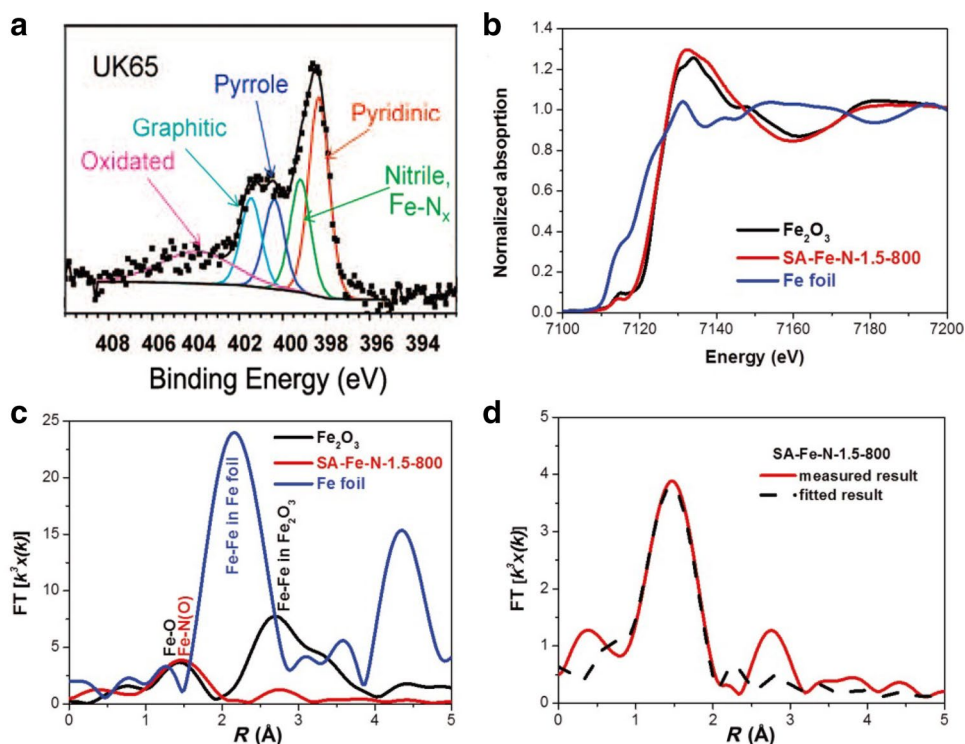 a
UK65
Oxidated
Graphitic
Pyrrole
Pyridinic
Nitrile,
Fe-Nₓ
408 406 404 402 400 398 396 394
Binding Energy (eV)
b
Normalized absoprtion
1.4
1.2
1.0
0.8
0.6
0.4
0.2
0.0
Fe₂O₃
SA-Fe-N-1.5-800
Fe foil
7100 7120 7140 7160 7180 7200
Energy (eV)
c
FT [k³x(k)]
25
20
15
10
5
0
Fe₂O₃
SA-Fe-N-1.5-800
Fe foil
Fe-O
Fe-N(O)
Fe-Fe in Fe foil
Fe-Fe in Fe₂O₃
0 1 2 3 4 5
R (Å)
d
FT [k³x(k)]
5
4
3
2
1
0
SA-Fe-N-1.5-800
measured result
fitted result
0 1 2 3 4 5
R (Å)